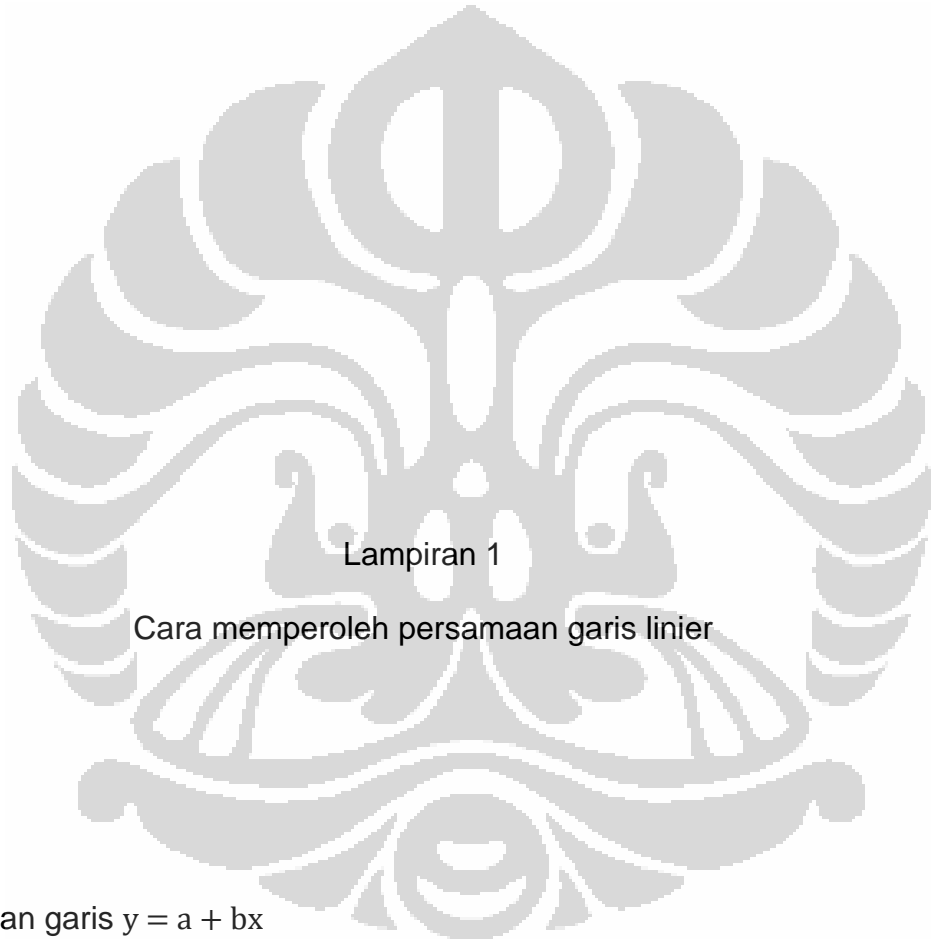 Lampiran 1
Cara memperoleh persamaan garis linier
an garis y = a + bx